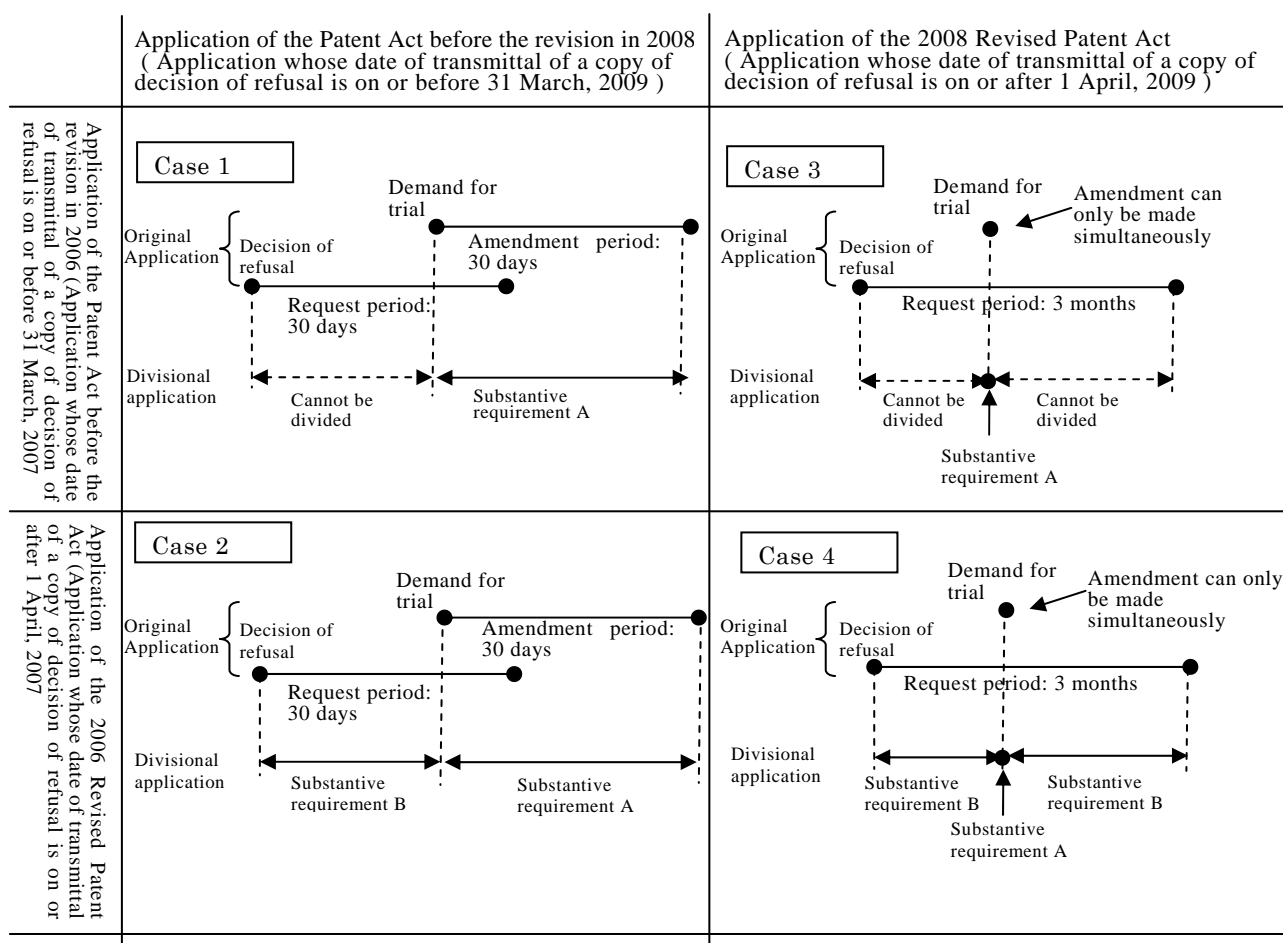 Application of the Patent Act before the revision in 2008
( Application whose date of transmittal of a copy of
decision of refusal is on or before 31 March, 2009 )
Application of the 2008 Revised Patent Act
( Application whose date of transmittal of a copy of
decision of refusal is on or after 1 April, 2009 )
Application of the Patent Act before the
revision in 2006 (Application whose date
of transmittal of a copy of decision of
refusal is on or before 31 March, 2007
Case 1
Demand for
trial
Original
Application
Decision of
refusal
Amendment period:
30 days
Request period:
30 days
Divisional
application
Cannot be
divided
Substantive
requirement A
Case 3
Demand for
trial
Amendment can
only be made
simultaneously
Original
Application
Decision of
refusal
Request period: 3 months
Divisional
application
Cannot be
divided
Cannot be
divided
Substantive
requirement A
Application of the 2006 Revised Patent
Act (Application whose date of transmittal
of a copy of decision of refusal is on or
after 1 April, 2007
Case 2
Demand for
trial
Original
Application
Decision of
refusal
Amendment period:
30 days
Request period:
30 days
Divisional
application
Substantive
requirement B
Substantive
requirement A
Case 4
Demand for
trial
Amendment can only
be made
simultaneously
Original
Application
Decision of
refusal
Request period: 3 months
Divisional
application
Substantive
requirement B
Substantive
requirement B
Substantive
requirement A